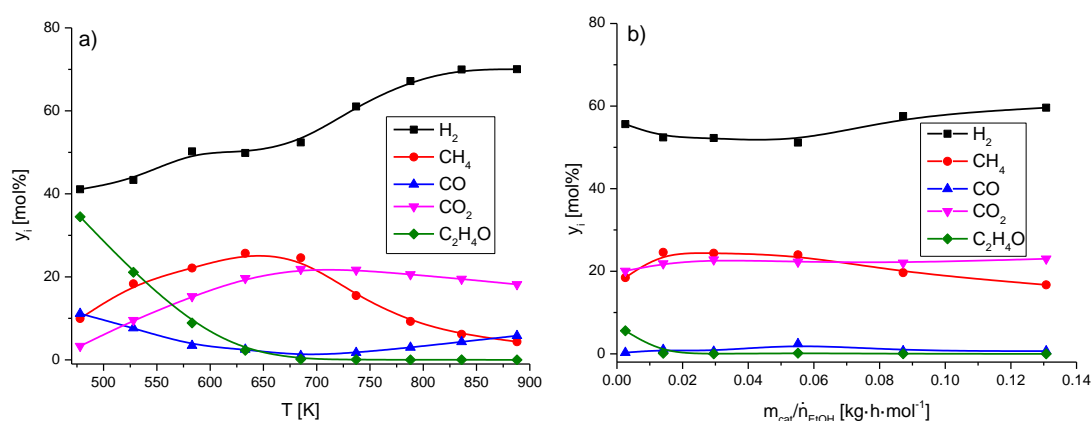 a)
80
60
40
20
0
y_i [mol%]
500 550 600 650 700 750 800 850 900
T [K]
H₂
CH₄
CO
CO₂
C₂H₄O
b)
80
60
40
20
0
y_i [mol%]
0.00 0.02 0.04 0.06 0.08 0.10 0.12 0.14
m_cat/ṅ_EtOH [kg·h·mol⁻¹]
H₂
CH₄
CO
CO₂
C₂H₄O